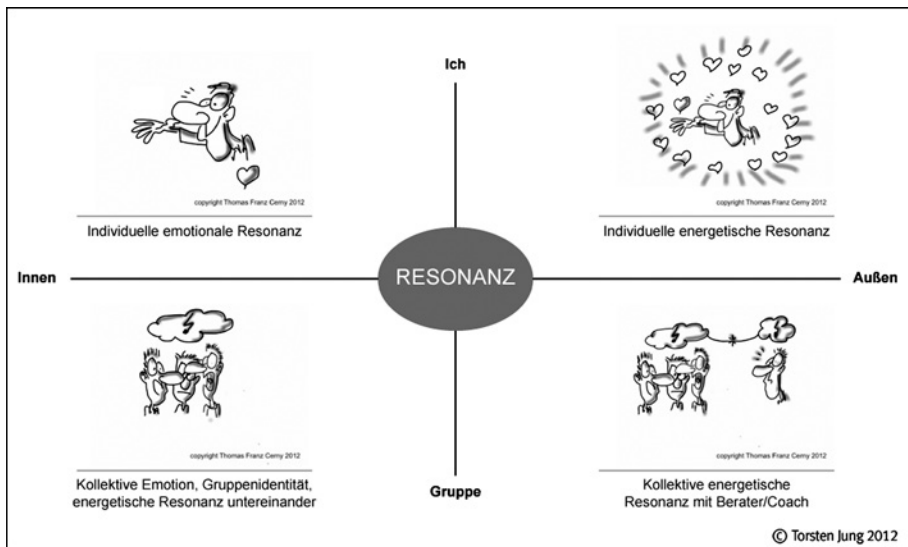 Ich
copyright Thomas Franz Cerny 2012
Individuelle emotionale Resonanz
copyright Thomas Franz Cerny 2012
Individuelle energetische Resonanz
Innen
RESONANZ
Außen
copyright Thomas Franz Cerny 2012
Kollektive Emotion, Gruppenidentität,
energetische Resonanz untereinander
Gruppe
copyright Thomas Franz Cerny 2012
Kollektive energetische
Resonanz mit Berater/Coach
© Torsten Jung 2012